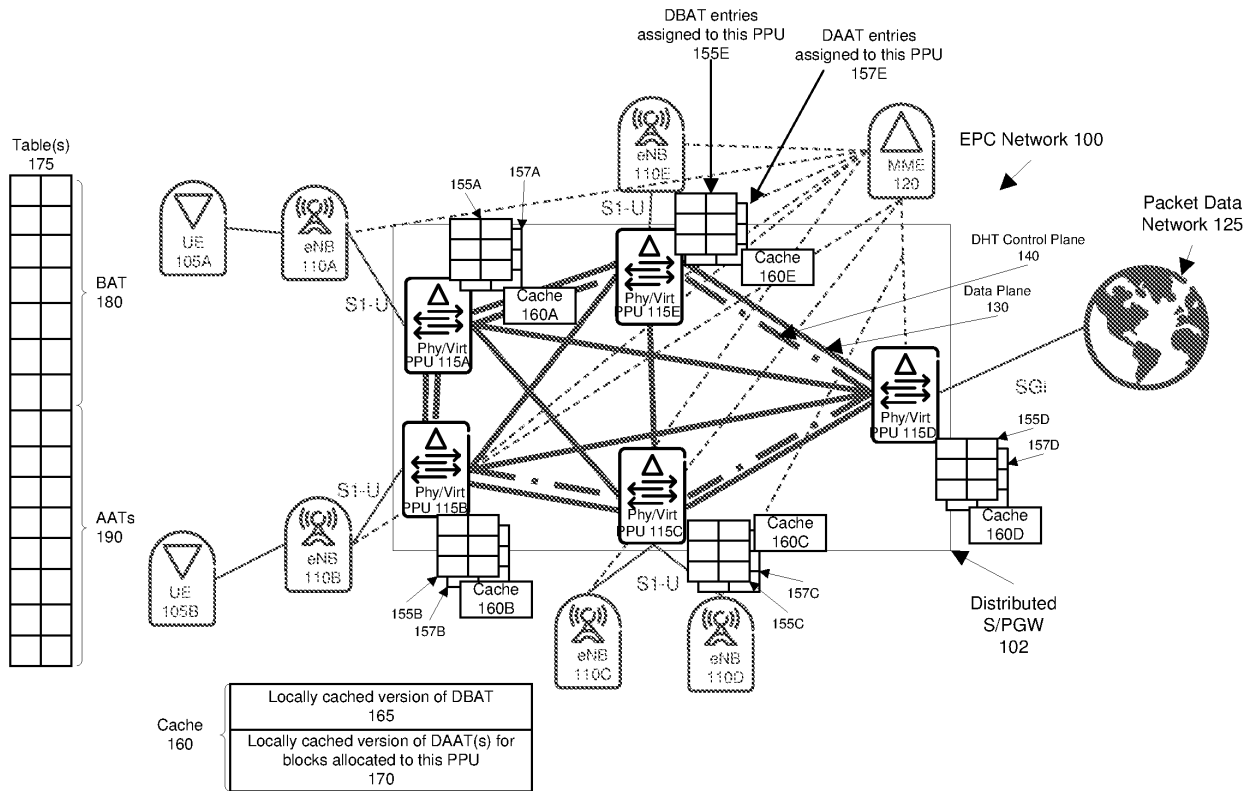 DBAT entries
assigned to this PPU
155E
DAAT entries
assigned to this PPU
157E
Table(s)
175
BAT
180
AATs
190
UE
105A
eNB
110A
S1-U
155A
157A
Cache
160A
Phy/Virt
PPU 115A
eNB
110E
S1-U
Cache
160E
Phy/Virt
PPU 115E
MME
120
EPC Network 100
Packet Data
Network 125
DHT Control Plane
140
Data Plane
130
SGi
Phy/Virt
PPU 115D
155D
157D
Cache
160D
UE
105B
eNB
110B
S1-U
Phy/Virt
PPU 115B
155B
157B
Cache
160B
Phy/Virt
PPU 115C
Cache
160C
S1-U
157C
155C
eNB
110C
eNB
110D
Distributed
S/PGW
102
Cache
160
Locally cached version of DBAT
165
Locally cached version of DAAT(s) for
blocks allocated to this PPU
170